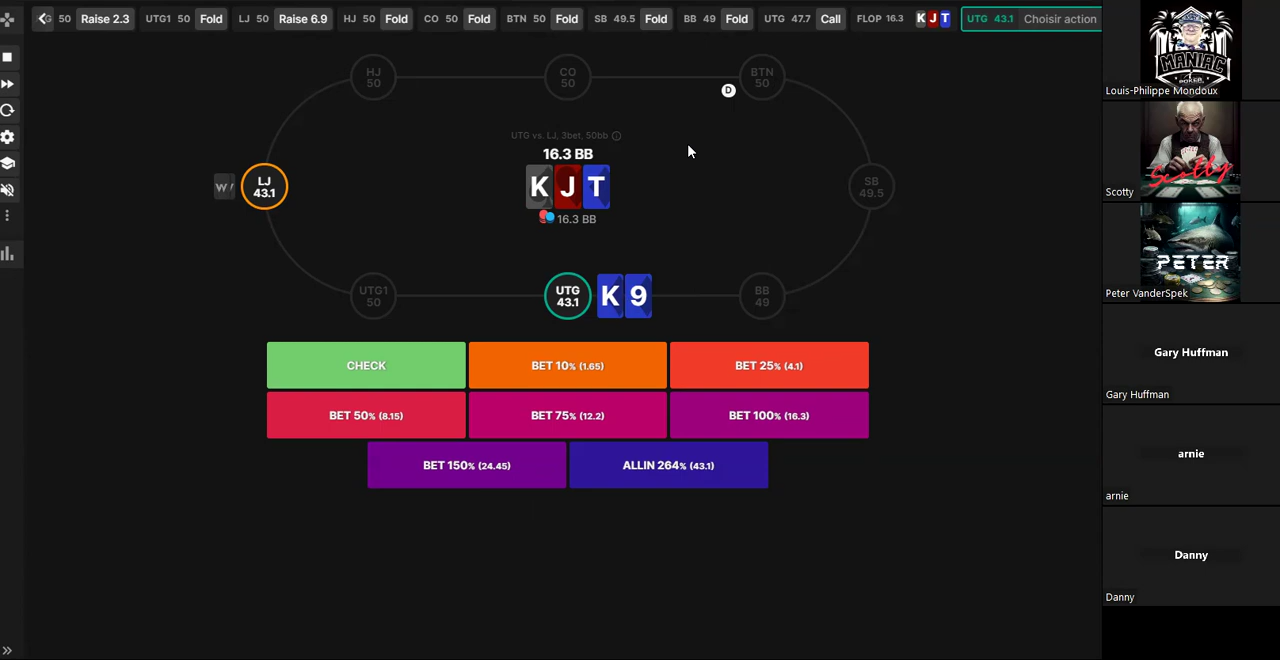 G 50 Raise 2.3 UTG1 50 Fold LJ 50 Raise 6.9 HJ 50 Fold CO 50 Fold BTN 50 Fold SB 49.5 Fold BB 49 Fold UTG 47.7 Call FLOP 16.3 K J T UTG 43.1 Choisir action
HJ
50
CO
50
BTN
50
D
UTG vs. LJ, 3bet, 50bb
16.3 BB
K J T
16.3 BB
W/
LJ
43.1
SB
49.5
UTG1
50
UTG
43.1
K 9
BB
49
CHECK
BET 10% (1.65)
BET 25% (4.1)
BET 50% (8.15)
BET 75% (12.2)
BET 100% (16.3)
BET 150% (24.45)
ALLIN 264% (43.1)
MANIAC
POKER
Louis-Philippe Mondoux
Scotty
Scotty
PETER
Peter VanderSpek
Gary Huffman
Gary Huffman
arnie
arnie
Danny
Danny